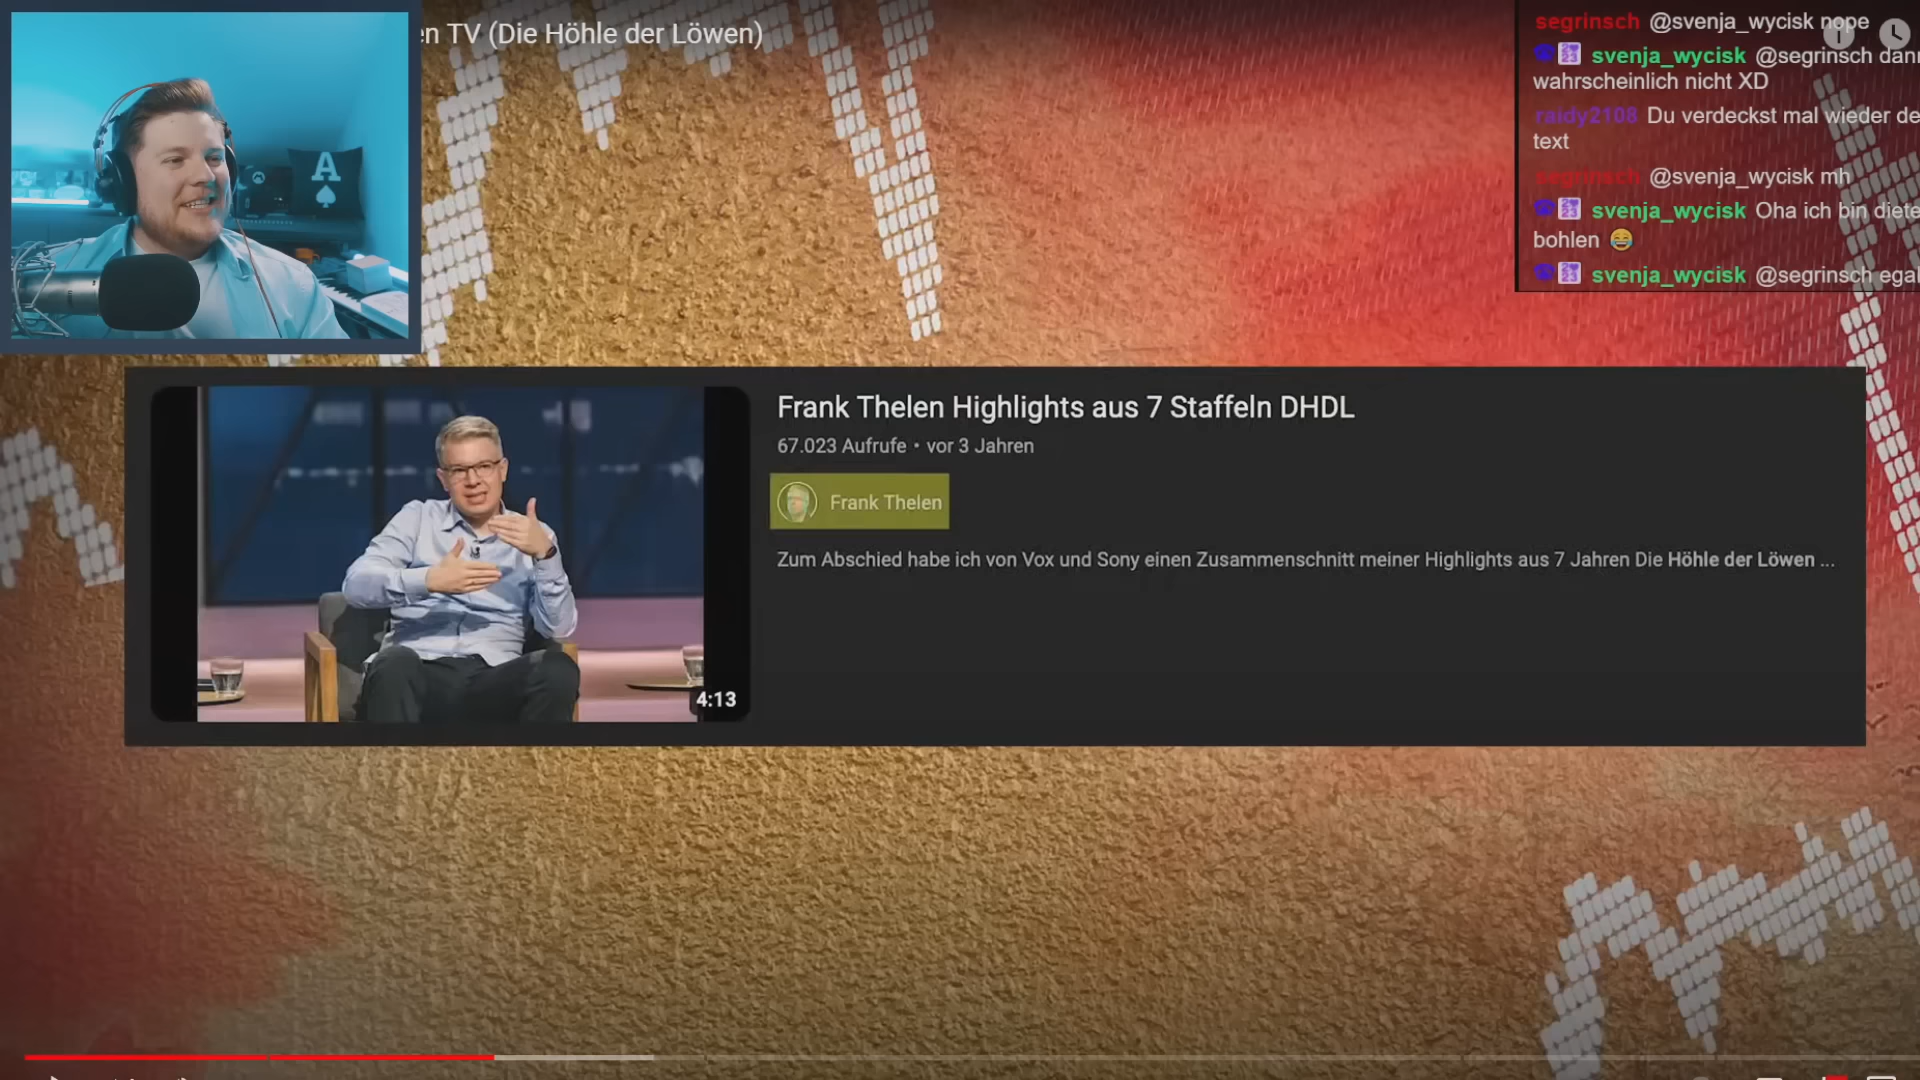 en TV (Die Höhle der Löwen)
segrinsch @svenja_wycisk nope
svenja_wycisk @segrinsch dann
wahrscheinlich nicht XD
raidy2108 Du verdeckst mal wieder de
text
segrinsch @svenja_wycisk mh
svenja_wycisk Oha ich bin diete
bohlen 😂
svenja_wycisk @segrinsch egal
A
Frank Thelen Highlights aus 7 Staffeln DHDL
67.023 Aufrufe • vor 3 Jahren
Frank Thelen
Zum Abschied habe ich von Vox und Sony einen Zusammenschnitt meiner Highlights aus 7 Jahren Die Höhle der Löwen ...
4:13